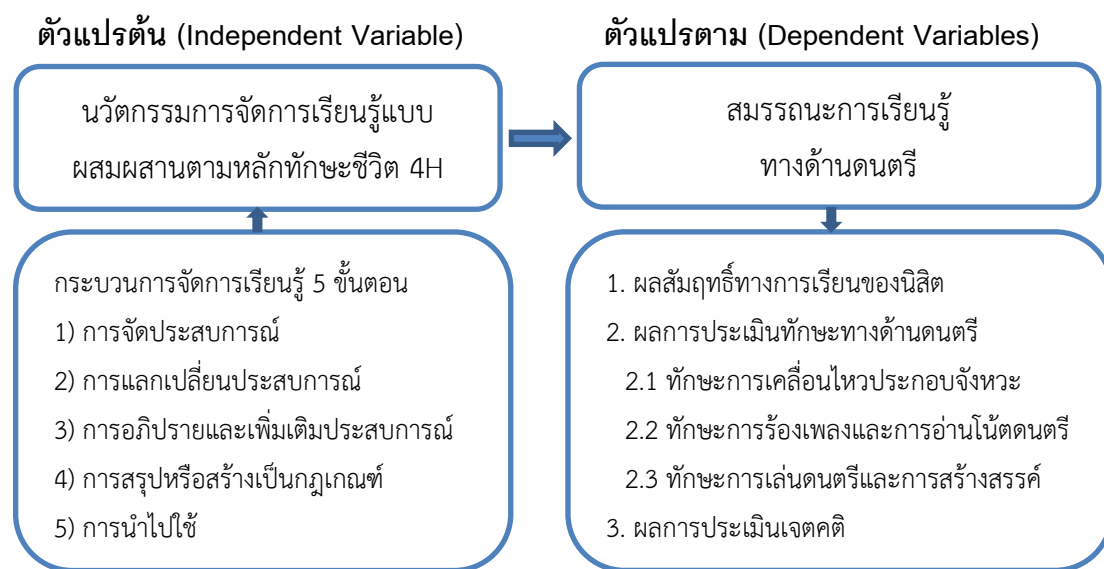 ตัวแปรต้น (Independent Variable)
นวัตกรรมการจัดการเรียนรู้แบบ
ผสมผสานตามหลักทักษะชีวิต 4H
กระบวนการจัดการเรียนรู้ 5 ขั้นตอน
1) การจัดประสบการณ์
2) การแลกเปลี่ยนประสบการณ์
3) การอภิปรายและเพิ่มเติมประสบการณ์
4) การสรุปหรือสร้างเป็นกฎเกณฑ์
5) การนำไปใช้
ตัวแปรตาม (Dependent Variables)
สมรรถนะการเรียนรู้
ทางด้านดนตรี
1. ผลสัมฤทธิ์ทางการเรียนของนิสิต
2. ผลการประเมินทักษะทางด้านดนตรี
2.1 ทักษะการเคลื่อนไหวประกอบจังหวะ
2.2 ทักษะการร้องเพลงและการอ่านโน้ตดนตรี
2.3 ทักษะการเล่นดนตรีและการสร้างสรรค์
3. ผลการประเมินเจตคติ